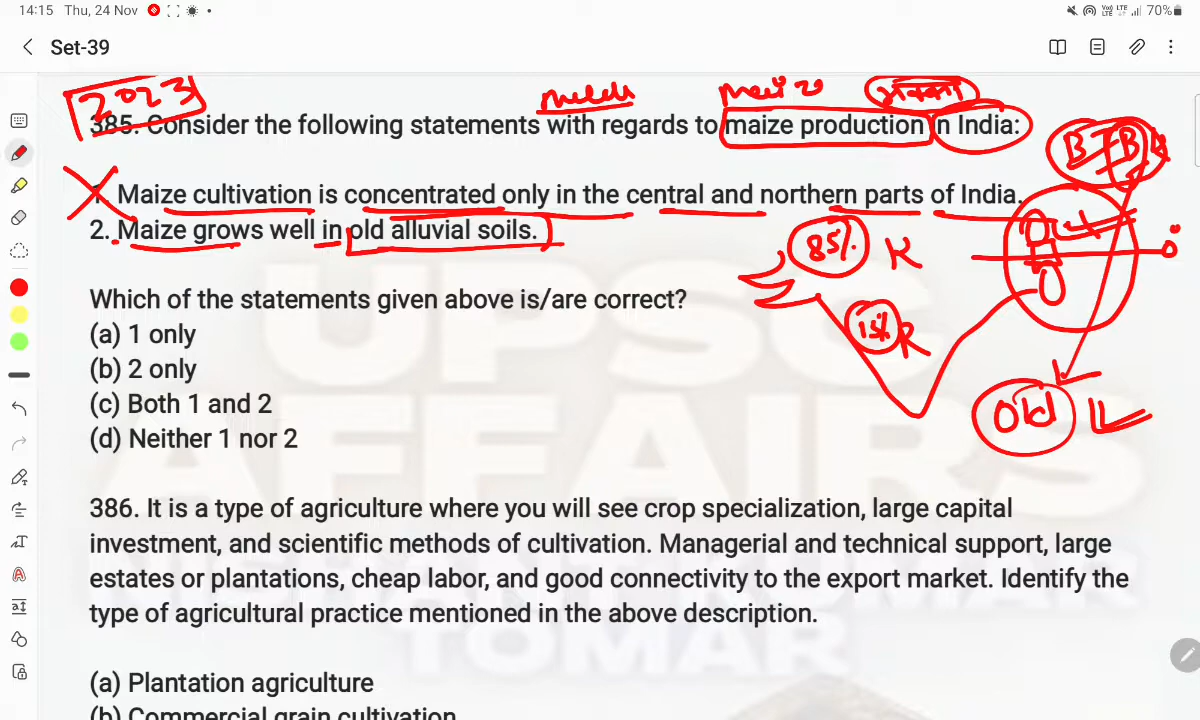 14:15 Thu, 24 Nov
70%
Set-39
2023
385. Consider the following statements with regards to maize production in India:
1. Maize cultivation is concentrated only in the central and northern parts of India.
2. Maize grows well in old alluvial soils.
85% K
15% R
Old
Which of the statements given above is/are correct?
(a) 1 only
(b) 2 only
(c) Both 1 and 2
(d) Neither 1 nor 2
386. It is a type of agriculture where you will see crop specialization, large capital
investment, and scientific methods of cultivation. Managerial and technical support, large
estates or plantations, cheap labor, and good connectivity to the export market. Identify the
type of agricultural practice mentioned in the above description.
(a) Plantation agriculture
(b) Commercial grain cultivation
UPSC
AFFAIRS
KUMAR
TOMAR